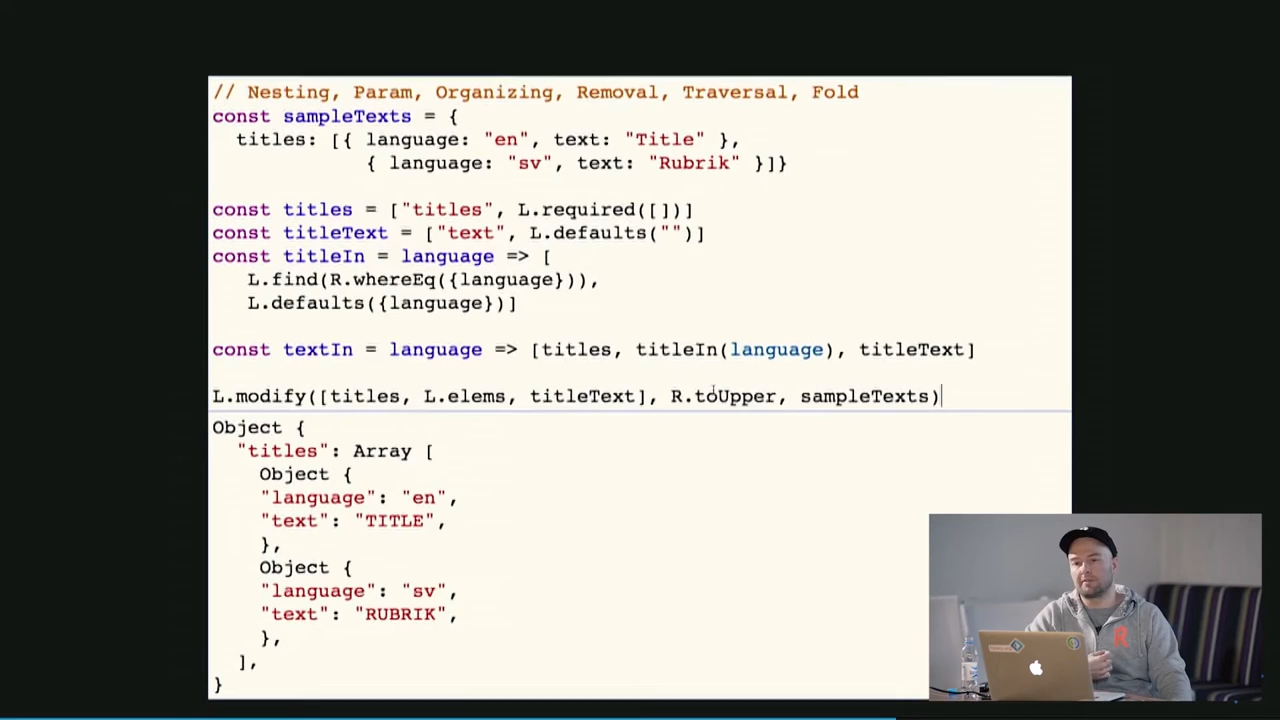 // Nesting, Param, Organizing, Removal, Traversal, Fold
const sampleTexts = {
  titles: [{ language: "en", text: "Title" },
             { language: "sv", text: "Rubrik" }]}
const titles = ["titles", L.required([])]
const titleText = ["text", L.defaults("")]
const titleIn = language => [
   L.find(R.whereEq({language})),
   L.defaults({language})]
const textIn = language => [titles, titleIn(language), titleText]
L.modify([titles, L.elems, titleText], R.toUpper, sampleTexts)
Object {
  "titles": Array [
    Object {
    "language": "en",
    "text": "TITLE",
    },
    Object {
    "language": "sv",
    "text": "RUBRIK",
    },
  ],
}
R